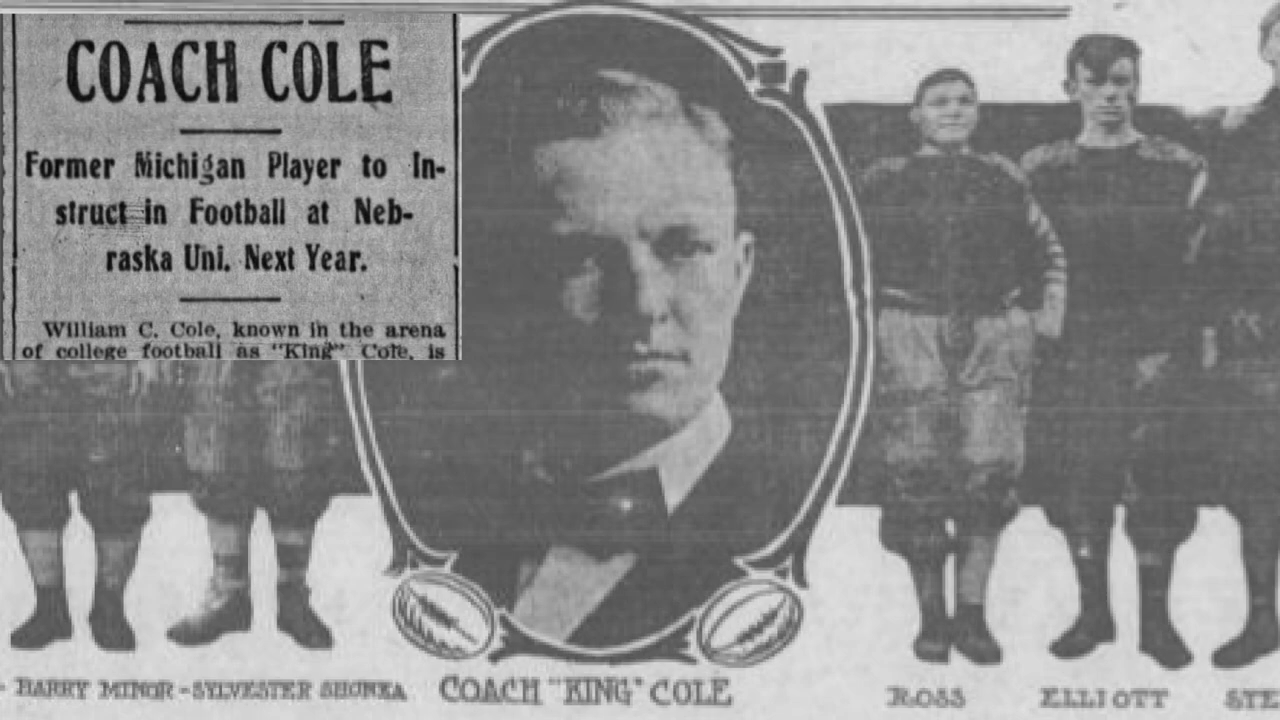 COACH COLE
Former Michigan Player to In-
struct in Football at Neb-
raska Uni. Next Year.
William C. Cole, known in the arena
of college football as "King" Cole, is
- HARRY MINOR - SYLVESTER SHONKA
COACH "KING" COLE
ROSS
ELLIOTT
STE